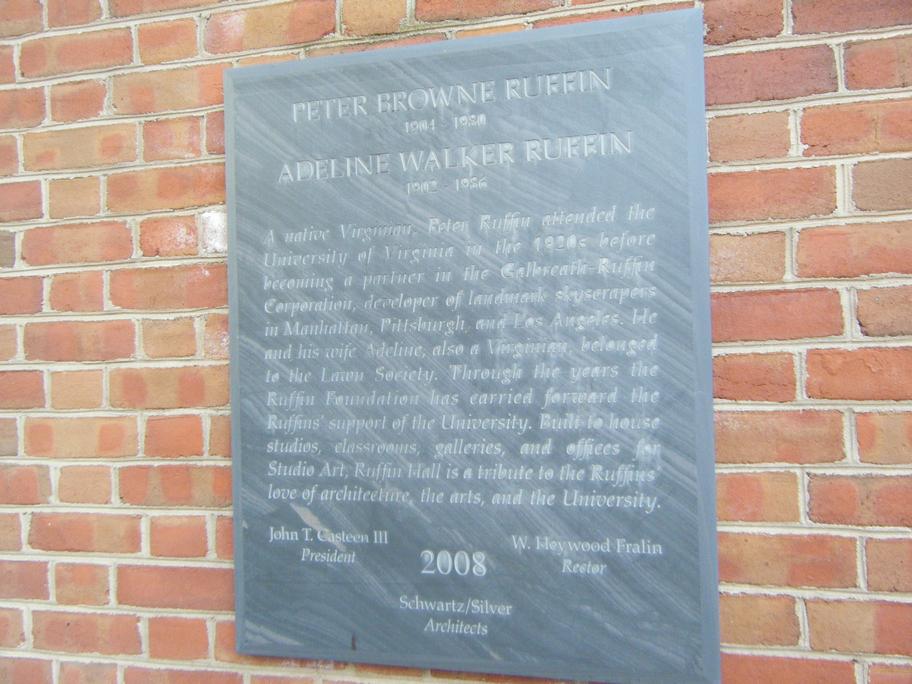 PETER BROWNE RUFFIN
1904 - 1980
ADELINE WALKER RUFFIN
1902 - 1986
A native Virginian, Peter Ruffin attended the
University of Virginia in the 1920s before
becoming a partner in the Galbreath-Ruffin
Corporation, developer of landmark skyscrapers
in Manhattan, Pittsburgh, and Los Angeles. He
and his wife Adeline, also a Virginian, belonged
to the Lawn Society. Through the years the
Ruffin Foundation has carried forward the
Ruffins' support of the University. Built to house
studios, classrooms, galleries, and offices for
Studio Art, Ruffin Hall is a tribute to the Ruffins'
love of architecture, the arts, and the University.
John T. Casteen III
President
W. Heywood Fralin
Rector
2008
Schwartz/Silver
Architects